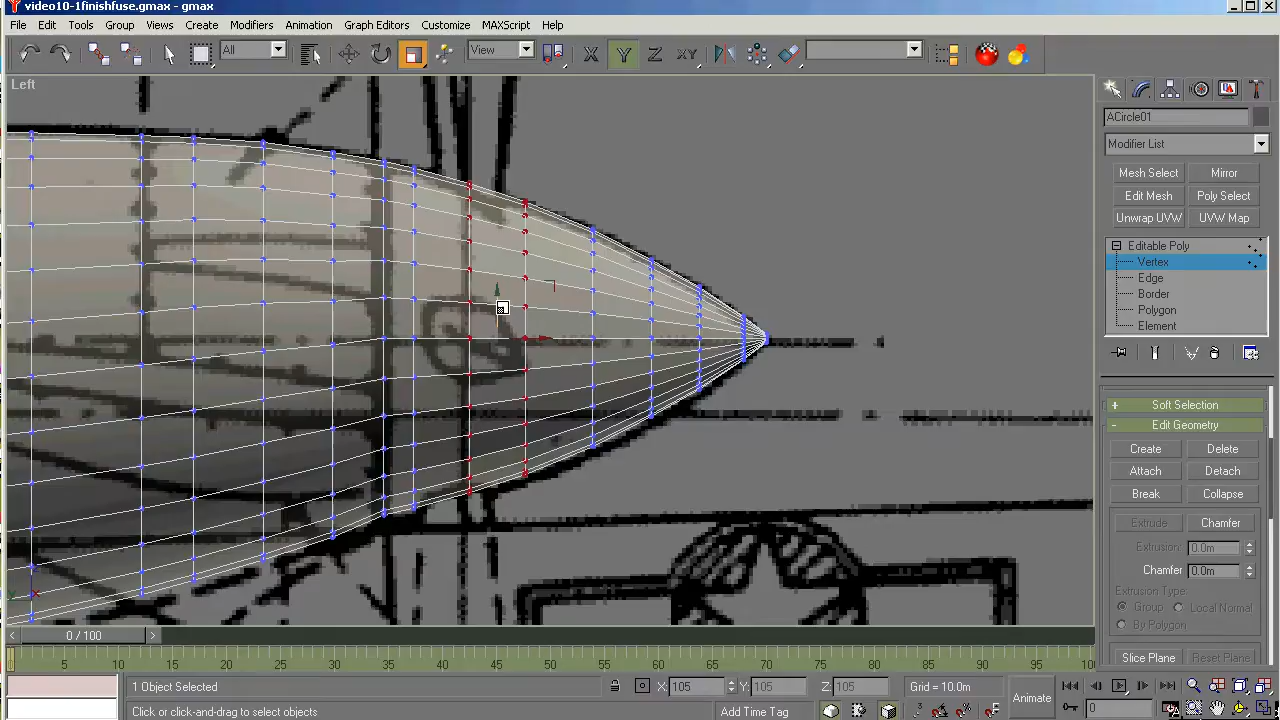 video10-1finishfuse.gmax - gmax
File Edit Tools Group Views Create Modifiers Animation Graph Editors Customize MAXScript Help
All View X Y Z XY
Left
ACircle01
Modifier List
Mesh Select Mirror
Edit Mesh Poly Select
Unwrap UVW UVW Map
Editable Poly
Vertex
Edge
Border
Polygon
Element
+ Soft Selection
- Edit Geometry
Create Delete
Attach Detach
Break Collapse
Extrude Chamfer
Extrusion: 0.0m
Chamfer 0.0m
Extrusion Type:
Group Local Normal
By Polygon
Slice Plane Reset Plane
< 0 / 100 >
5 10 15 20 25 30 35 40 45 50 55 60 65 70 75 80 85 90 95 100
1 Object Selected X: 105 Y: 105 Z: 105 Grid = 10.0m Animate
Click or click-and-drag to select objects Add Time Tag 0